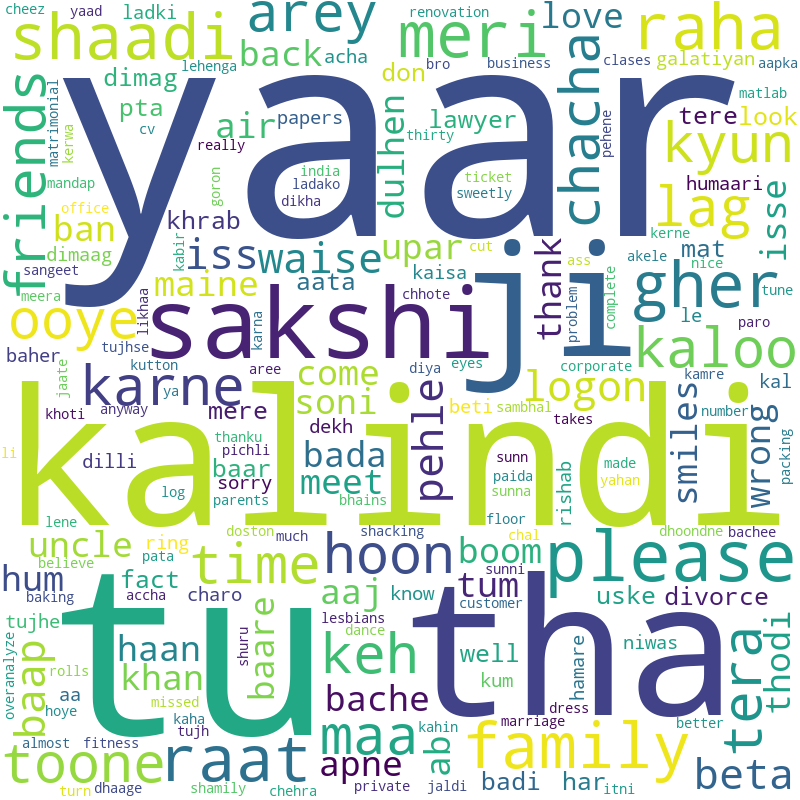 cheez yaad ladki arey renovation love meri raha
shaadi back acha don business bro clases galatiyan aapka
lehenga dimag yaar chacha matlab
friends matrimonial kerwa pta cv air papers lawyer thirty tere look
really dulhen pehene kyun
mandap goron india ladako dikha ticket sweetly humaari lag isse
office ban khrab kerne
dimaag kabir iss waise upar cut ass mat akele nice
sangeet meera maine aata kaisa ji thank problem complete gher tune
ooye likhaa sakshi chhote le paro
baher kutton tujhse karna kaloo
jaate karne ya aree come diya eyes corporate kamre kal
khoti anyway mere soni pehle beti sambhal logon takes smiles number wrong packing
kalindi
li dilli thanku pichli dekh bada sunn paida made
lene log baar sorry parents meet bhains sunna rishab yahan
uncle ring doston much shacking floor chal dhoondne bachee
believe pata time hoon boom sunni please
hum baking fact accha aaj know tum customer
tujhe charo lesbians uske divorce
overanalyze baap tu shuru haan baare dance keh tha well hamare niwas tera thodi
aa rolls khan kum
hoye missed bache dress
kaha tujh maa marriage kahin better
almost fitness raat apne ab family
toone dhaage private jaldi badi har itni beta
turn shamily chehra